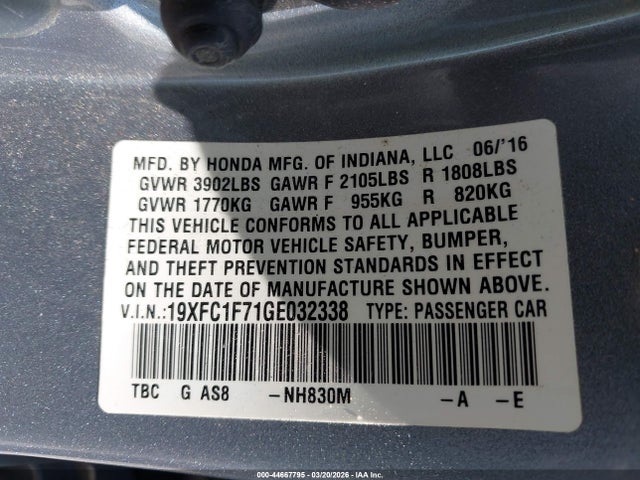 MFD. BY HONDA MFG. OF INDIANA, LLC 06/'16
GVWR 3902LBS GAWR F 2105LBS R 1808LBS
GVWR 1770KG GAWR F 955KG R 820KG
THIS VEHICLE CONFORMS TO ALL APPLICABLE
FEDERAL MOTOR VEHICLE SAFETY, BUMPER,
AND THEFT PREVENTION STANDARDS IN EFFECT
ON THE DATE OF MANUFACTURE SHOWN ABOVE.
V.I.N.:19XFC1F71GE032338 TYPE: PASSENGER CAR
TBC G AS8 -NH830M -A -E
000-44667795 - 03/20/2026 - IAA Inc.